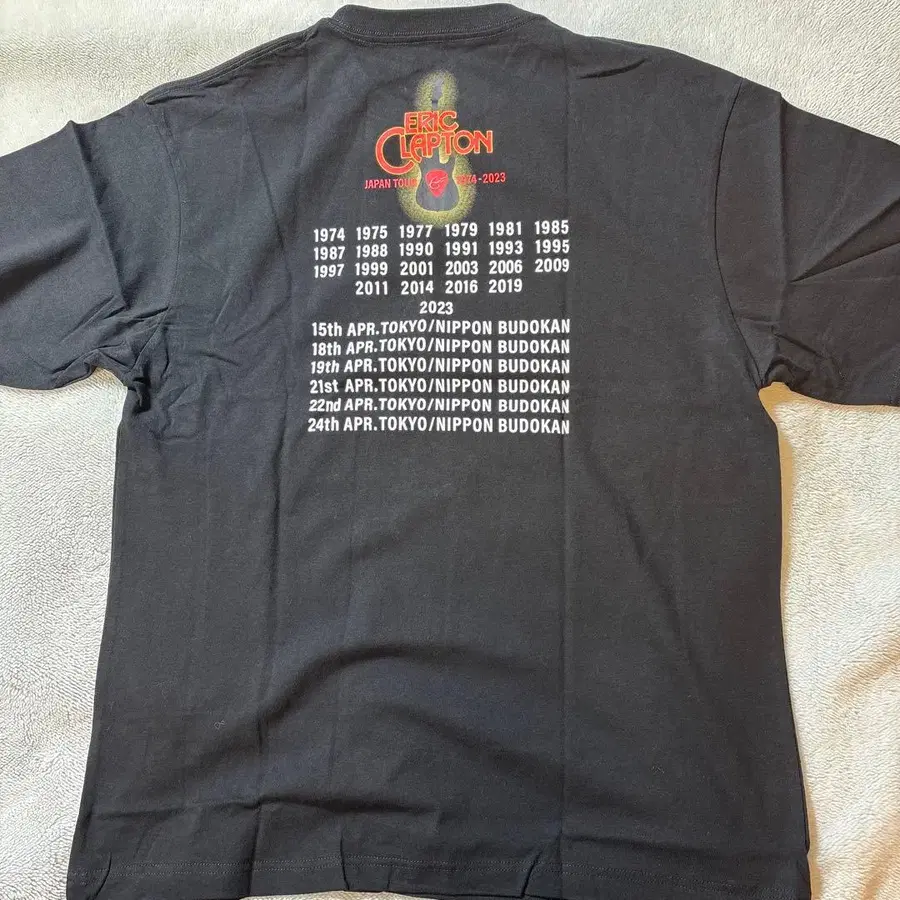 ERIC
CLAPTON
JAPAN TOUR 1974-2023
1974 1975 1977 1979 1981 1985
1987 1988 1990 1991 1993 1995
1997 1999 2001 2003 2006 2009
2011 2014 2016 2019
2023
15th APR.TOKYO/NIPPON BUDOKAN
18th APR.TOKYO/NIPPON BUDOKAN
19th APR.TOKYO/NIPPON BUDOKAN
21st APR.TOKYO/NIPPON BUDOKAN
22nd APR.TOKYO/NIPPON BUDOKAN
24th APR.TOKYO/NIPPON BUDOKAN